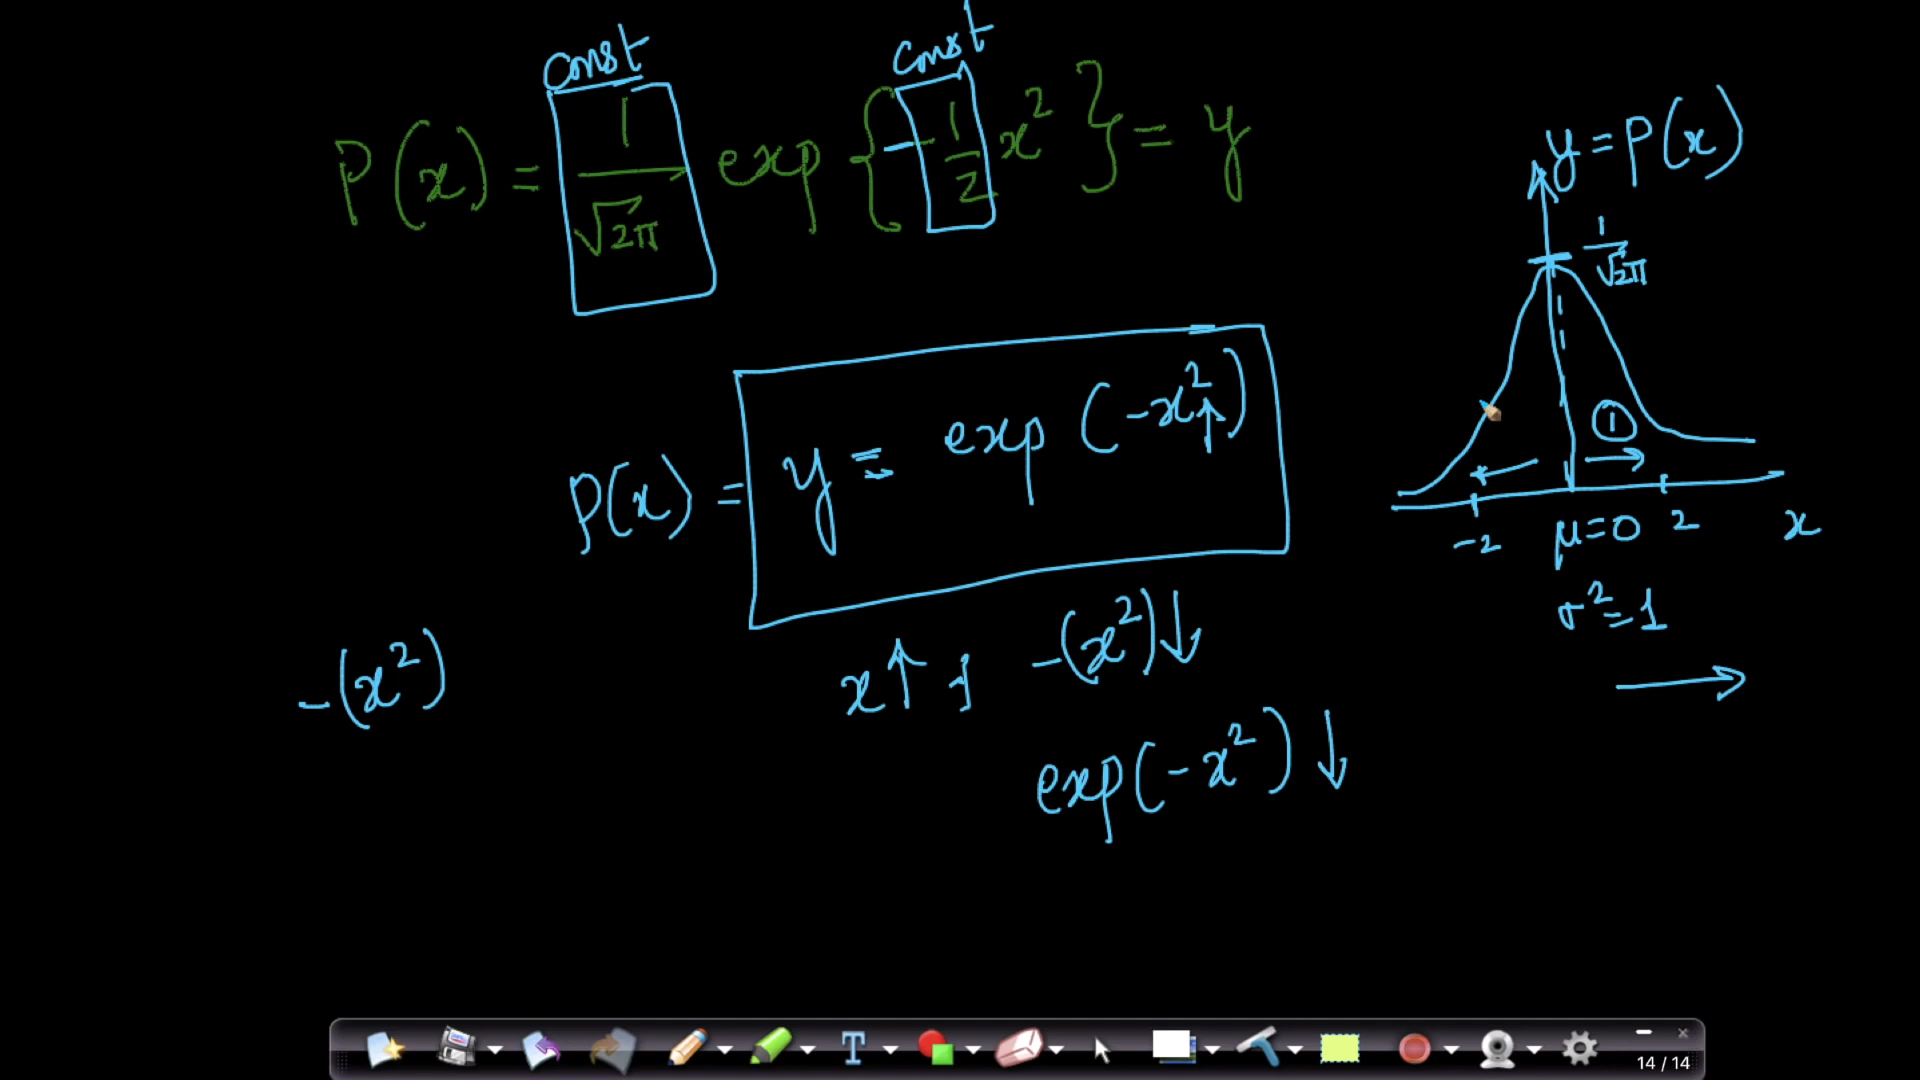 const const
P(x) = 1/√2π exp{-1/2 x²} = y
y = P(x)
1/√2π
P(x) = y = exp(-x²↑)
①
-2 μ=0 2 x
σ²=1
-(x²)
x↑ -(x²)↓
exp(-x²)↓
T
14 / 14